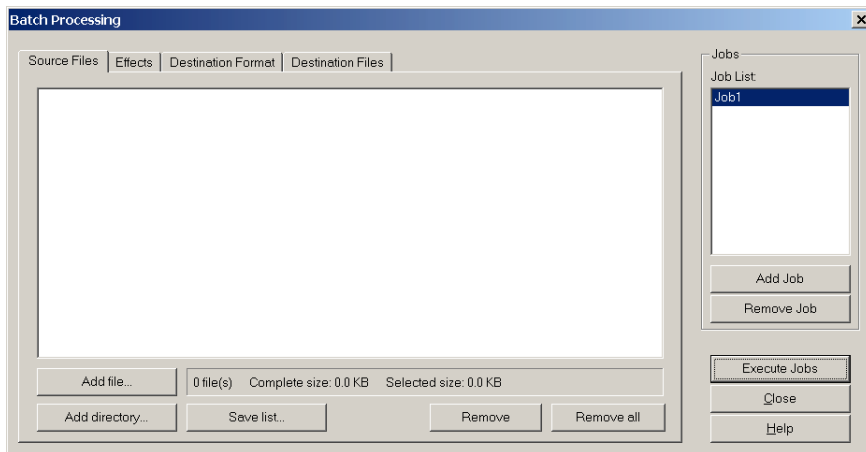 Batch Processing
Source Files
Effects
Destination Format
Destination Files
Add file...
0 file(s) Complete size: 0.0 KB Selected size: 0.0 KB
Add directory...
Save list...
Remove
Remove all
Jobs
Job List:
Job1
Add Job
Remove Job
Execute Jobs
Close
Help